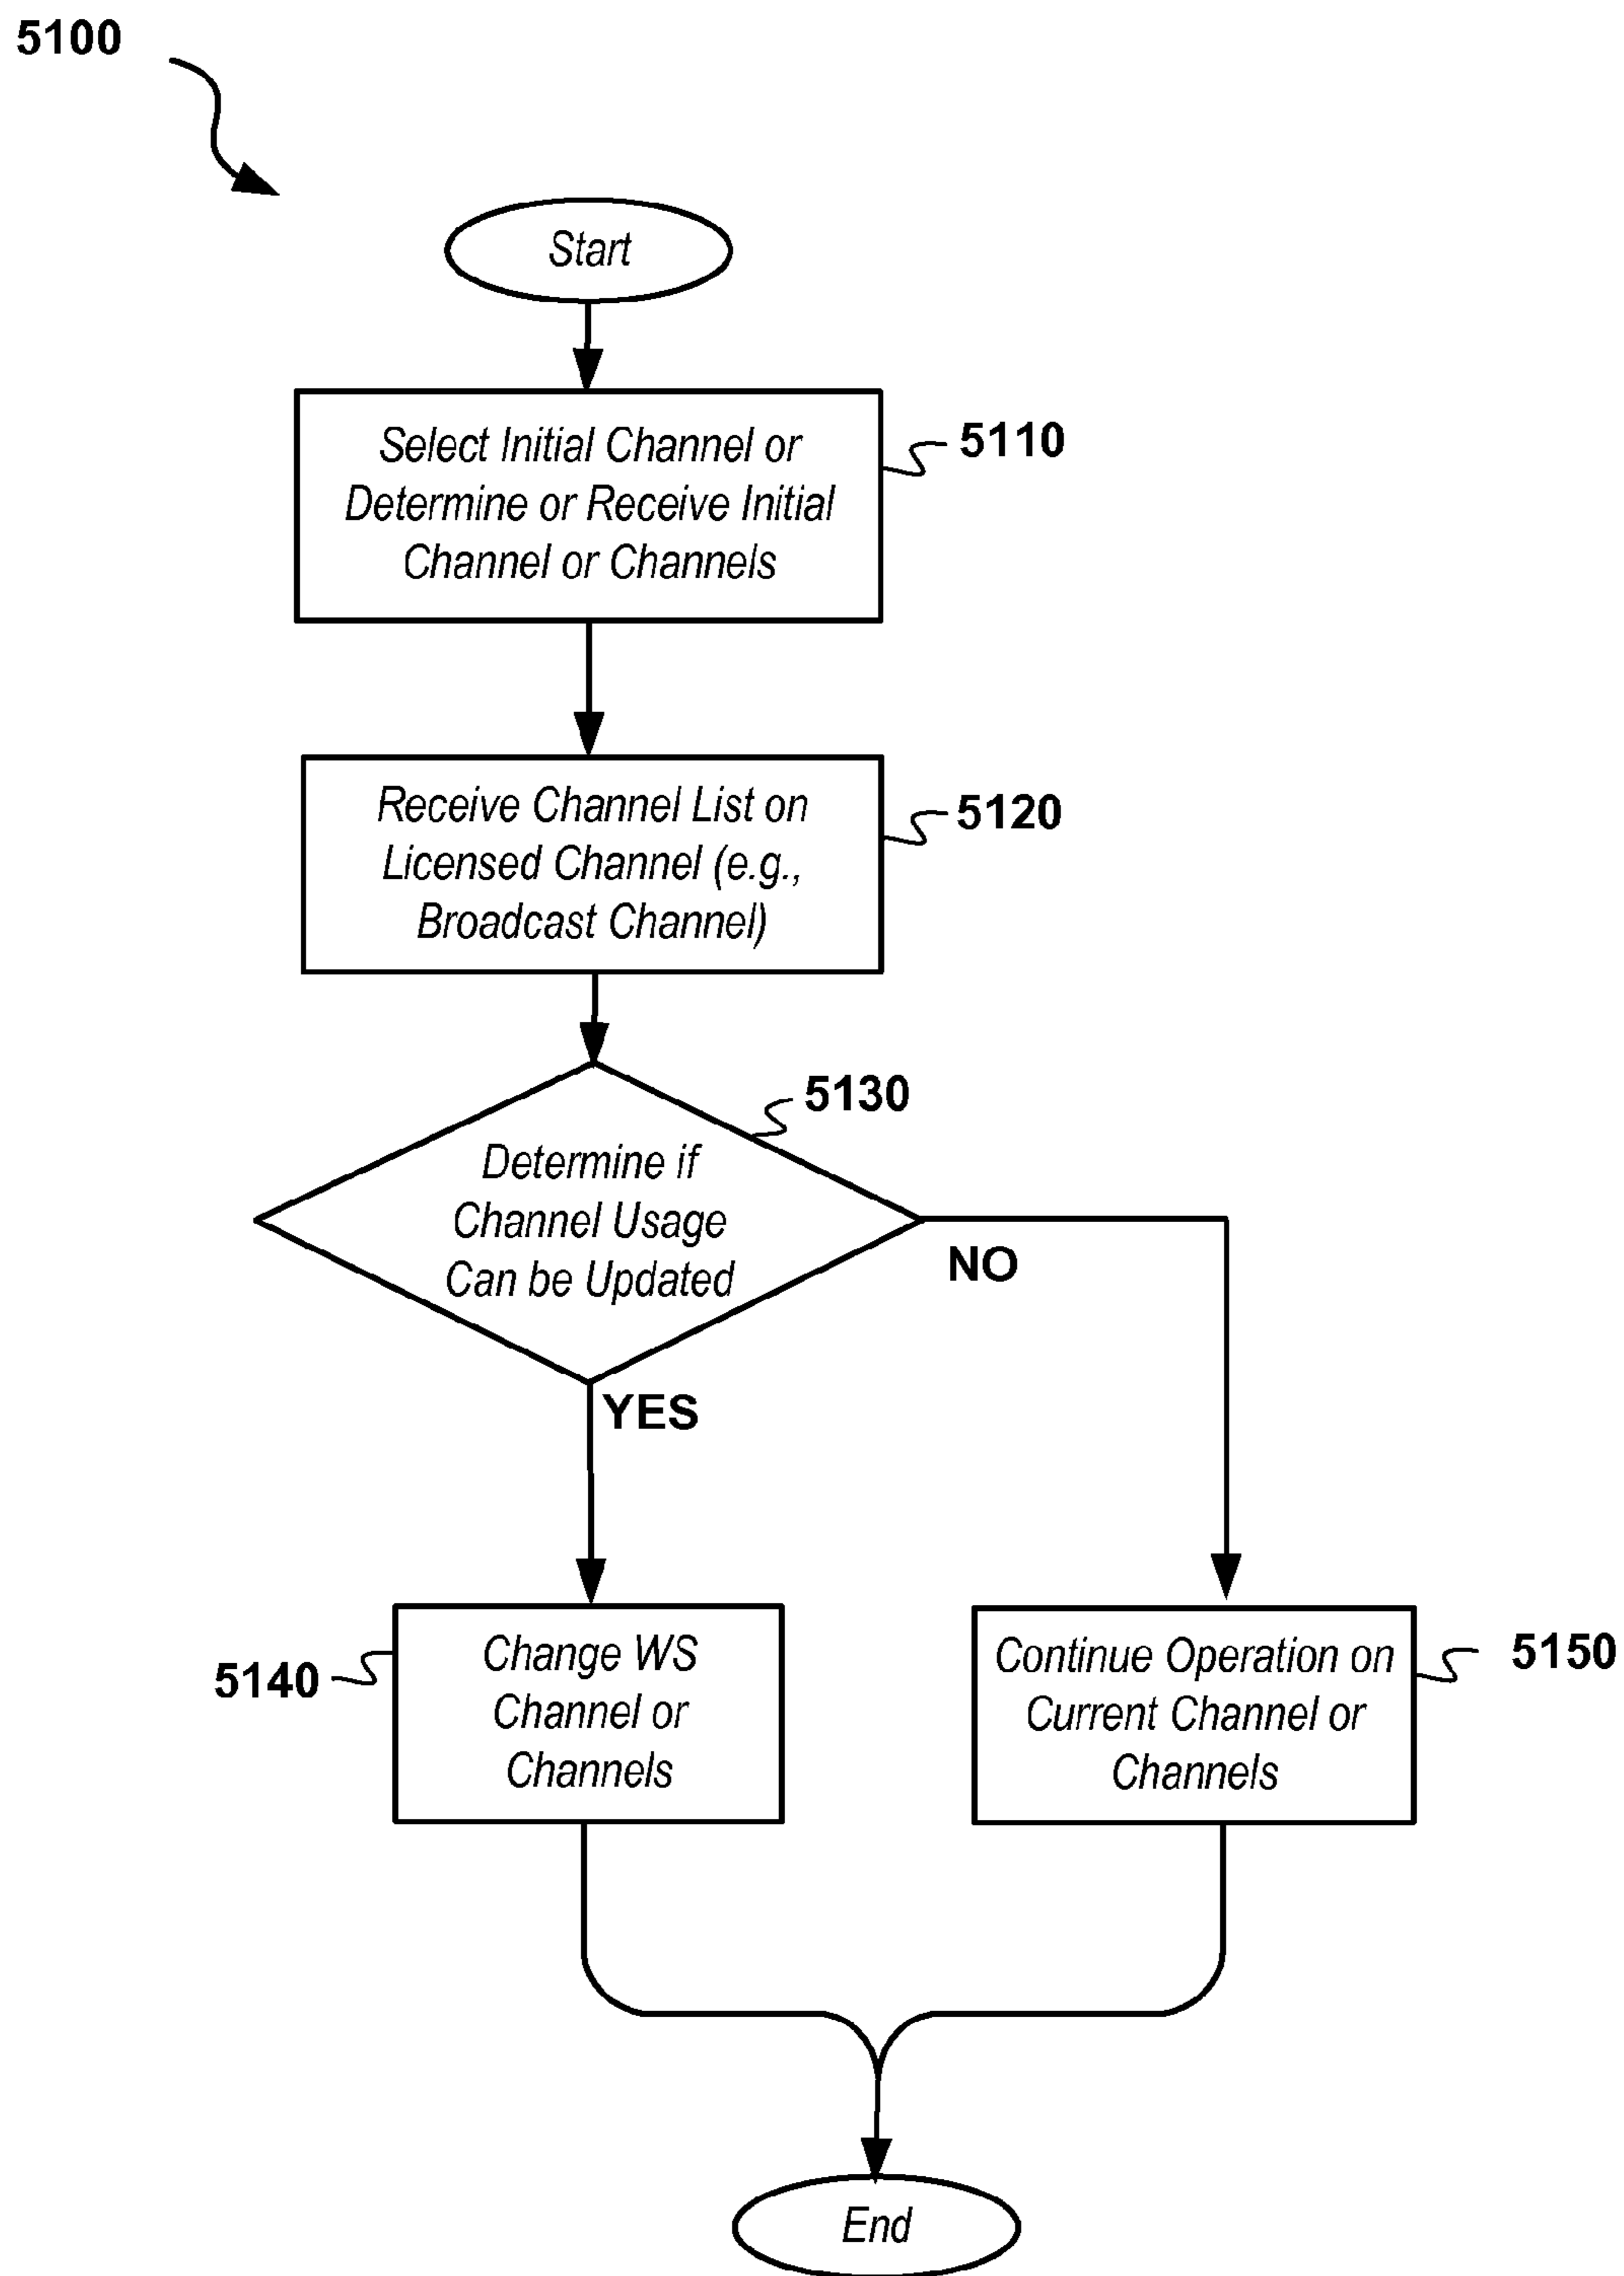 5100
Start
Select Initial Channel or
Determine or Receive Initial
Channel or Channels
5110
Receive Channel List on
Licensed Channel (e.g.,
Broadcast Channel)
5120
5130
Determine if
Channel Usage
Can be Updated
NO
YES
5140
Change WS
Channel or
Channels
Continue Operation on
Current Channel or
Channels
5150
End